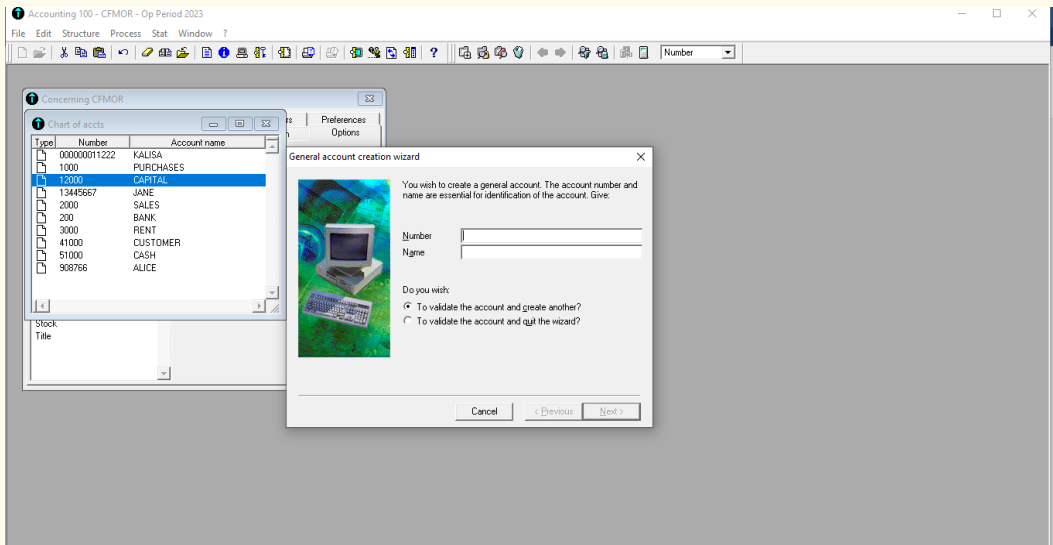 Accounting 100 - CFMOR - Op Period 2023
File Edit Structure Process Stat Window ?
Number
Concerning CFMOR
Preferences
Options
Chart of accts
Type Number Account name
000000011222 KALISA
1000 PURCHASES
12000 CAPITAL
13445667 JANE
2000 SALES
200 BANK
3000 RENT
41000 CUSTOMER
51000 CASH
908766 ALICE
Stock
Title
General account creation wizard
You wish to create a general account. The account number and
name are essential for identification of the account. Give:
Number
Name
Do you wish:
To validate the account and create another?
To validate the account and quit the wizard?
Cancel
< Previous
Next >